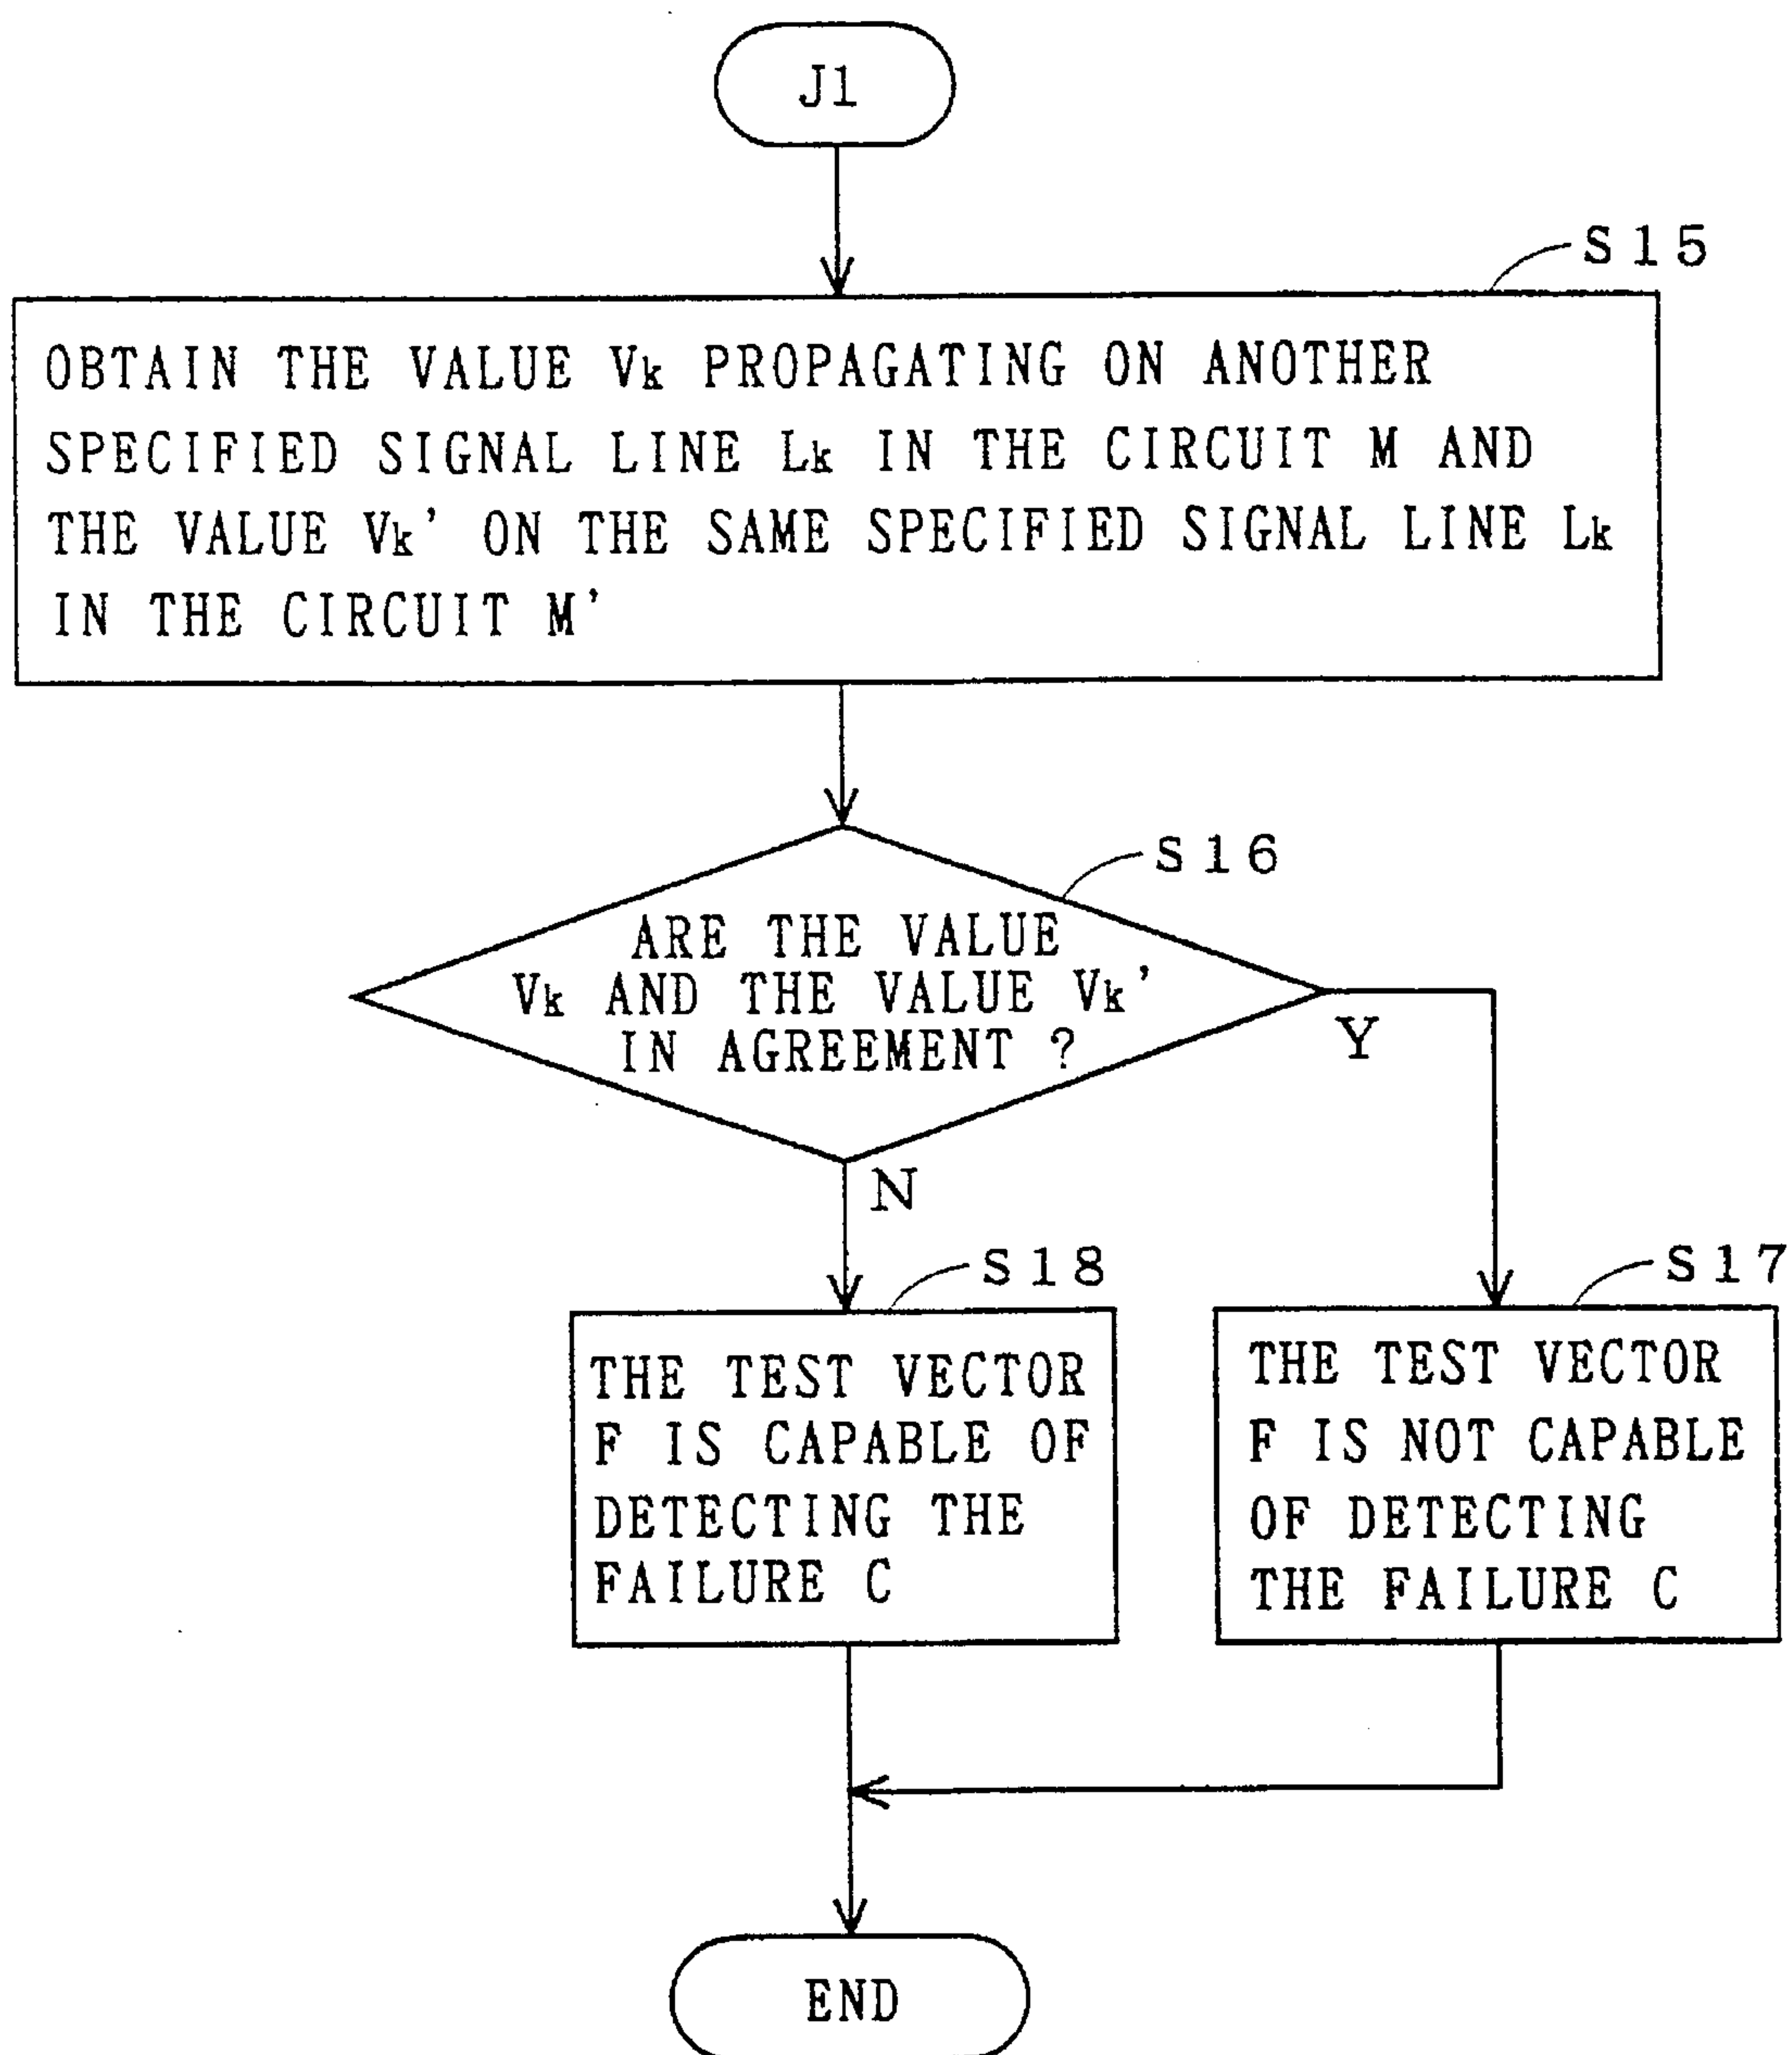 J1
S15
OBTAIN THE VALUE Vk PROPAGATING ON ANOTHER
SPECIFIED SIGNAL LINE Lk IN THE CIRCUIT M AND
THE VALUE Vk' ON THE SAME SPECIFIED SIGNAL LINE Lk
IN THE CIRCUIT M'
S16
ARE THE VALUE
Vk AND THE VALUE Vk'
IN AGREEMENT ?
Y
N
S18
THE TEST VECTOR
F IS CAPABLE OF
DETECTING THE
FAILURE C
S17
THE TEST VECTOR
F IS NOT CAPABLE
OF DETECTING
THE FAILURE C
END